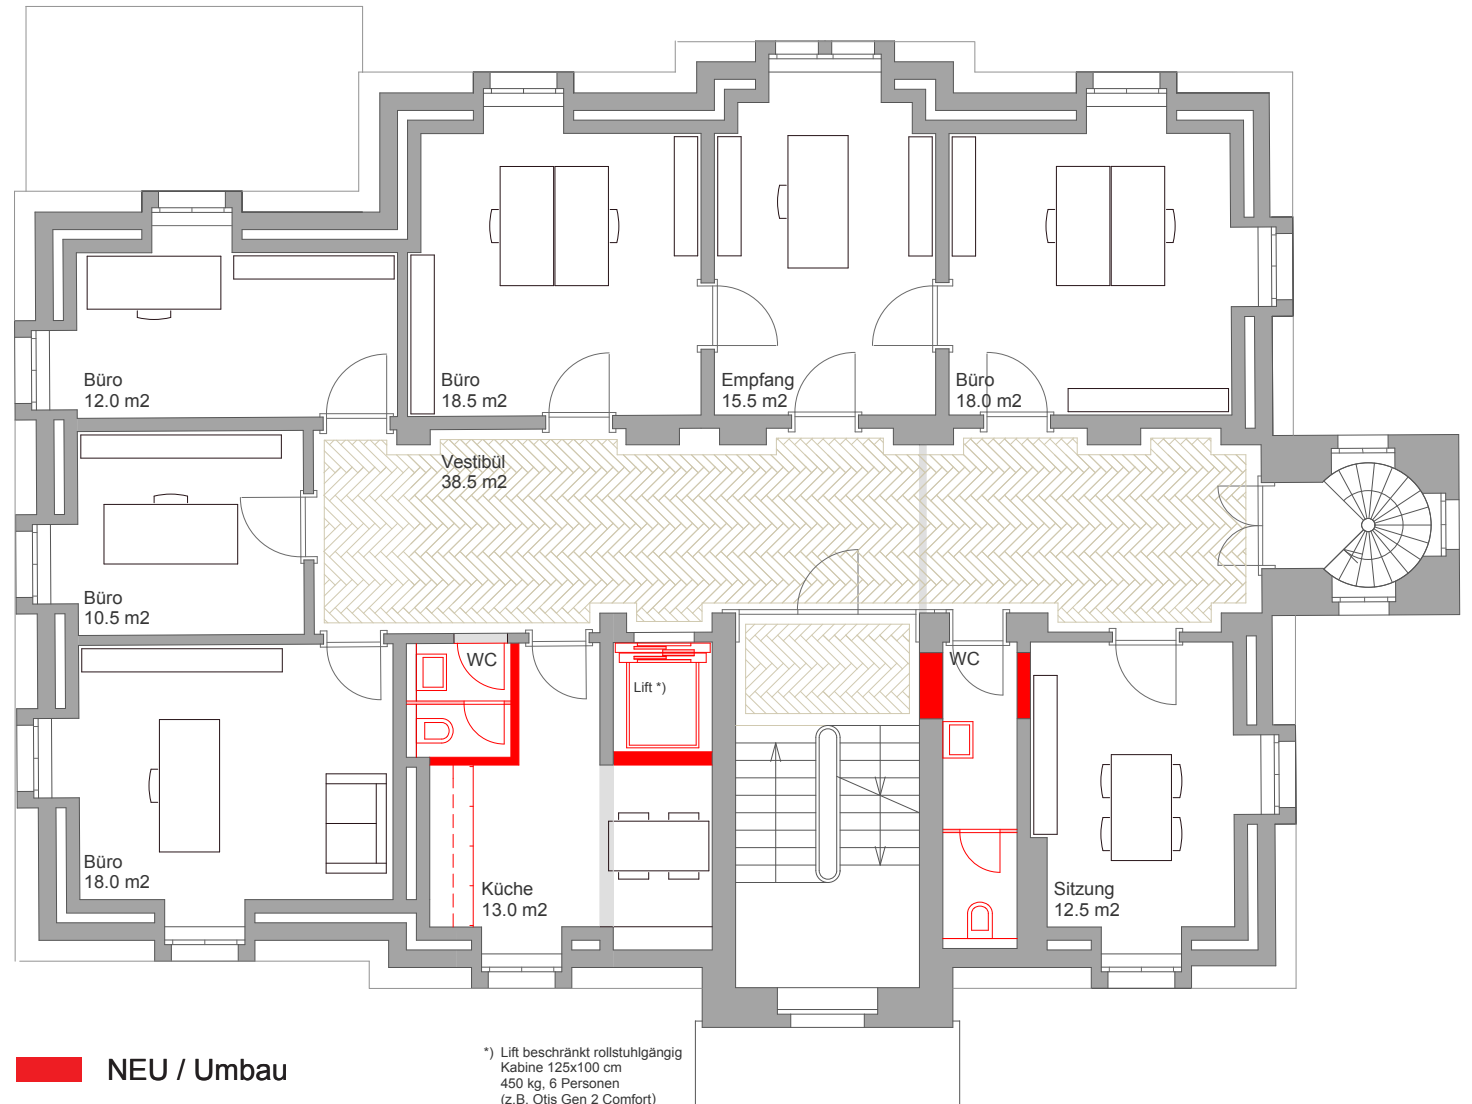 Büro
12.0 m2
Büro
18.5 m2
Empfang
15.5 m2
Büro
18.0 m2
Vestibül
38.5 m2
Büro
10.5 m2
WC
Lift *)
WC
Büro
18.0 m2
Küche
13.0 m2
Sitzung
12.5 m2
NEU / Umbau
*) Lift beschränkt rollstuhlgängig
Kabine 125x100 cm
450 kg, 6 Personen
(z.B. Otis Gen 2 Comfort)